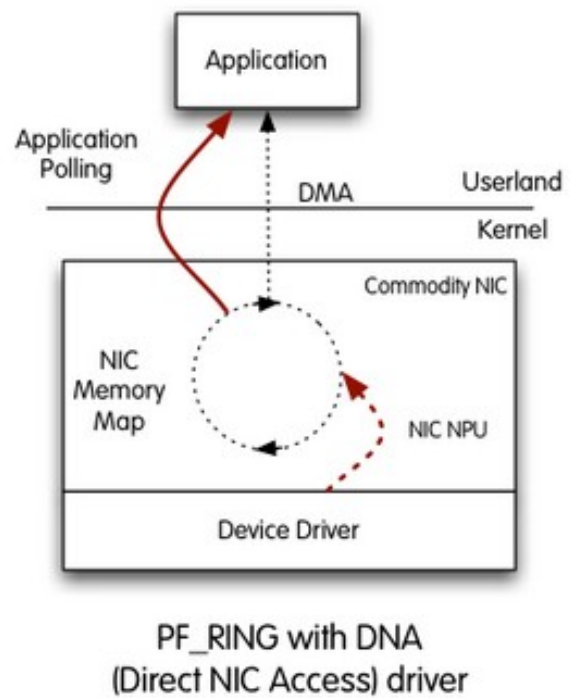 Application
Application
Polling
DMA
Userland
Kernel
Commodity NIC
NIC
Memory
Map
NIC NPU
Device Driver
PF_RING with DNA
(Direct NIC Access) driver